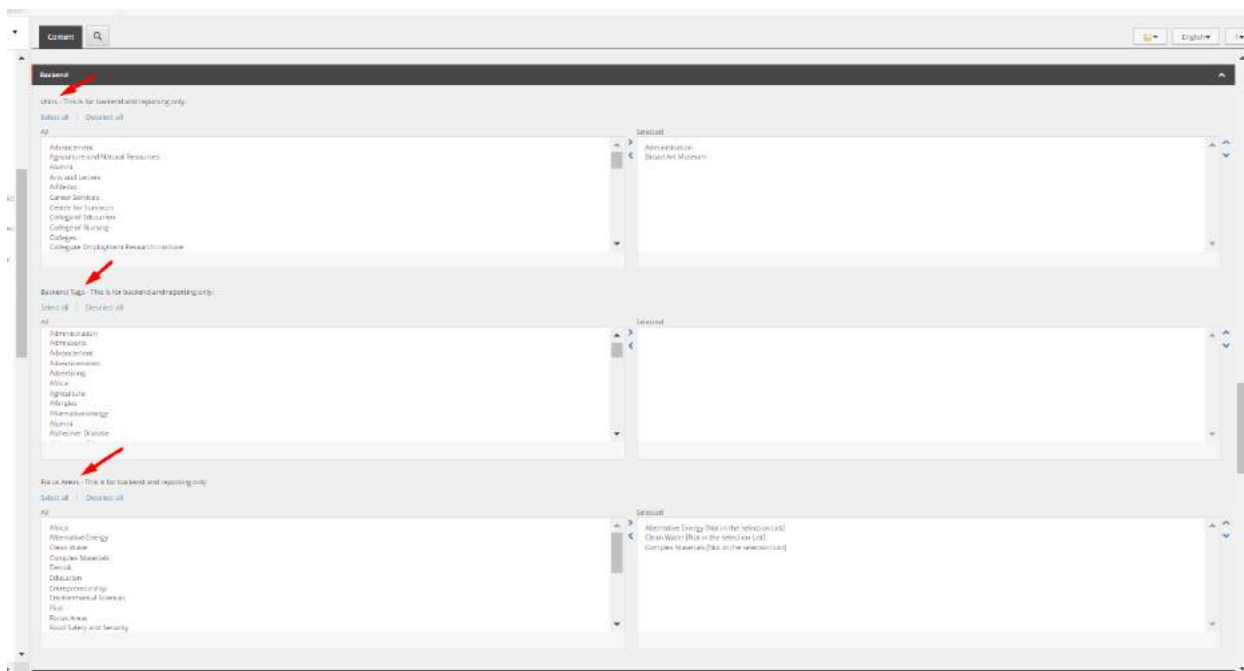 Content
English
Backend
Units - This is for backend and reporting only:
Select all | Deselect all
All
Selected
Advancement
Agriculture and Natural Resources
Alumni
Arts and Letters
Athletics
Career Services
Center for Survivors
College of Education
College of Nursing
Colleges
Collegiate Employment Research Institute
Administration
Broad Art Museum
Backend Tags - This is for backend and reporting only:
Select all | Deselect all
All
Selected
Administration
Admissions
Advancement
Advertisements
Advertising
Africa
Agriculture
Allergies
Alternative energy
Alumni
Alzheimer Disease
Focus Areas - This is for backend and reporting only:
Select all | Deselect all
All
Selected
Africa
Alternative Energy
Clean Water
Complex Materials
Detroit
Education
Entrepreneurship
Environmental Sciences
Flint
Focus Areas
Food Safety and Security
Alternative Energy [Not in the selection List]
Clean Water [Not in the selection List]
Complex Materials [Not in the selection List]